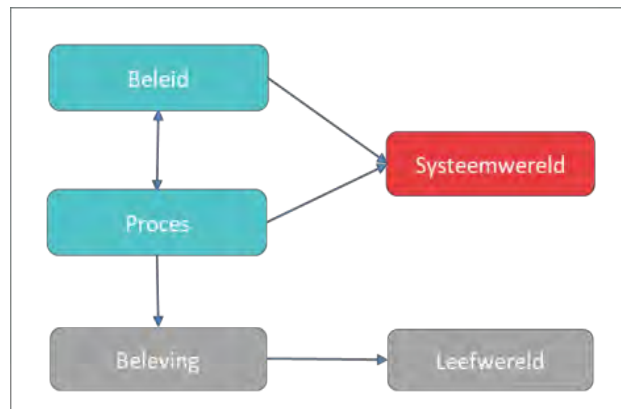 Beleid
Systeemwereld
Proces
Beleving
Leefwereld